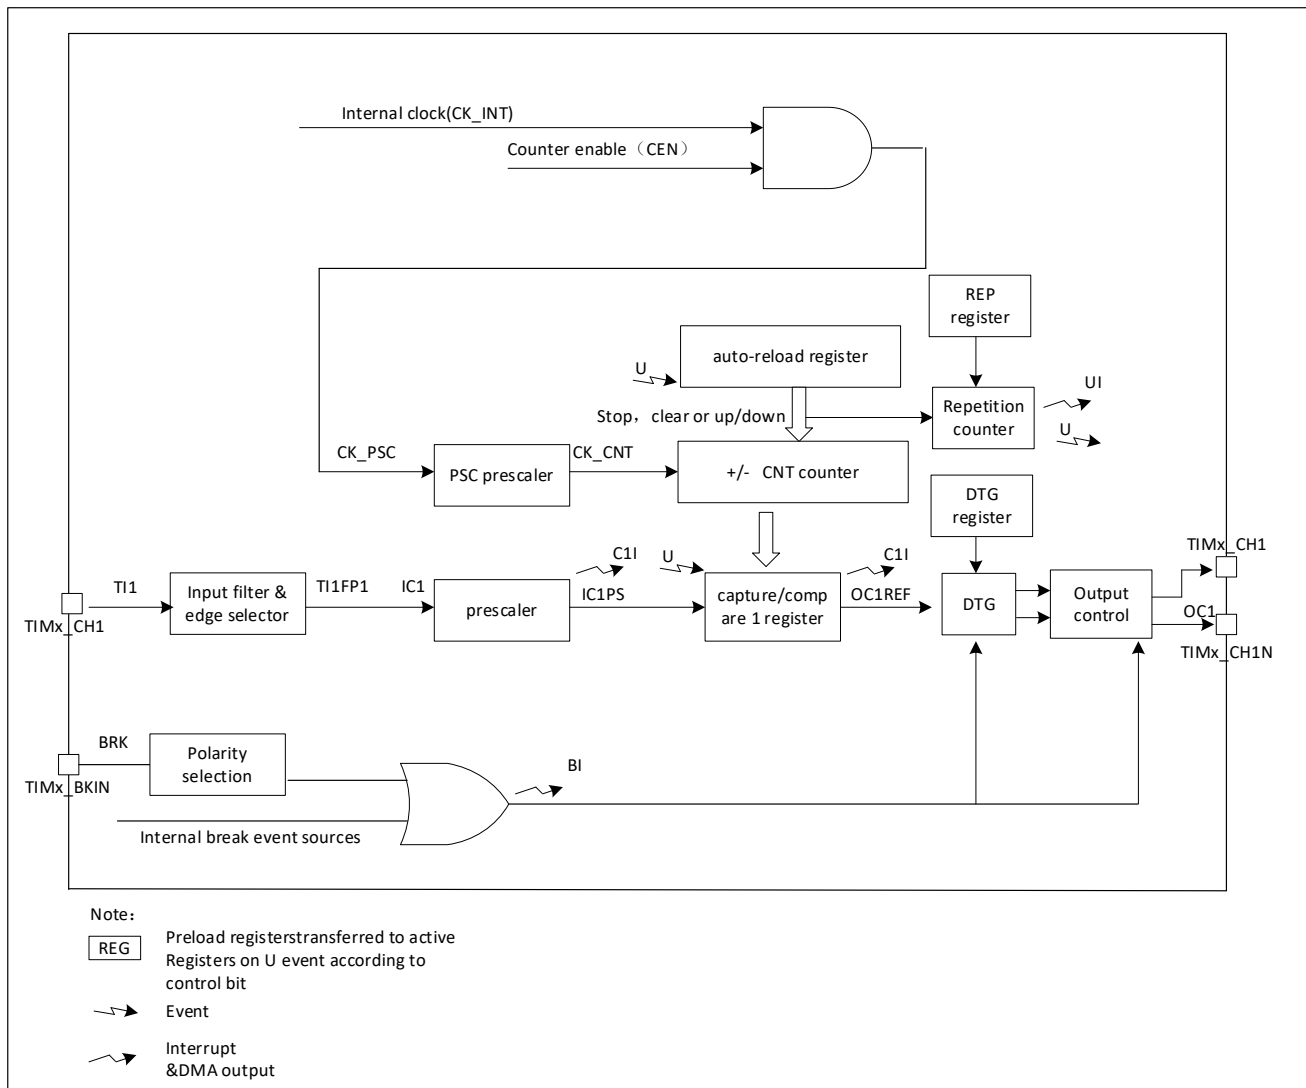 Internal clock(CK_INT)
Counter enable（CEN）
REP
register
auto-reload register
U
UI
Stop，clear or up/down
Repetition
counter
U
CK_PSC
PSC prescaler
CK_CNT
+/- CNT counter
DTG
register
TIMx_CH1
C1I
U
C1I
TI1
Input filter &
edge selector
TI1FP1
IC1
prescaler
IC1PS
capture/comp
are 1 register
OC1REF
DTG
Output
control
OC1
TIMx_CH1
TIMx_CH1N
BRK
Polarity
selection
BI
TIMx_BKIN
Internal break event sources
Note：
REG
Preload registerstransferred to active
Registers on U event according to
control bit
Event
Interrupt
&DMA output